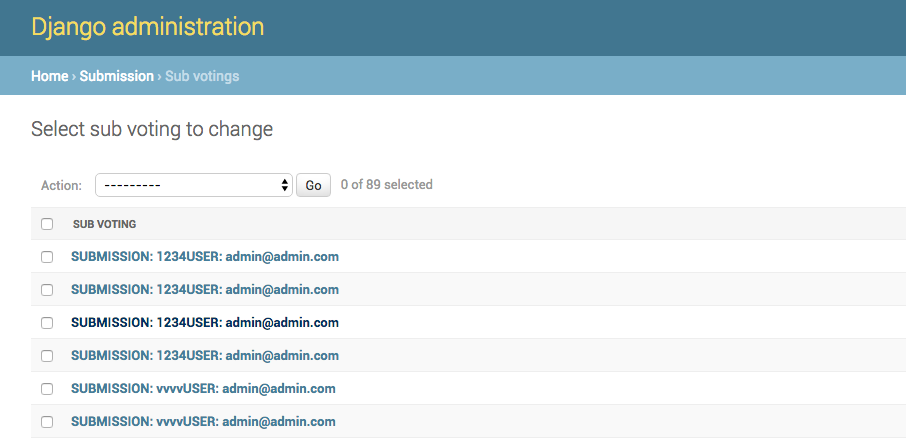 Django administration
Home › Submission › Sub votings
Select sub voting to change
Action: --------- Go 0 of 89 selected
SUB VOTING
SUBMISSION: 1234USER: admin@admin.com
SUBMISSION: 1234USER: admin@admin.com
SUBMISSION: 1234USER: admin@admin.com
SUBMISSION: 1234USER: admin@admin.com
SUBMISSION: vvvvUSER: admin@admin.com
SUBMISSION: vvvvUSER: admin@admin.com